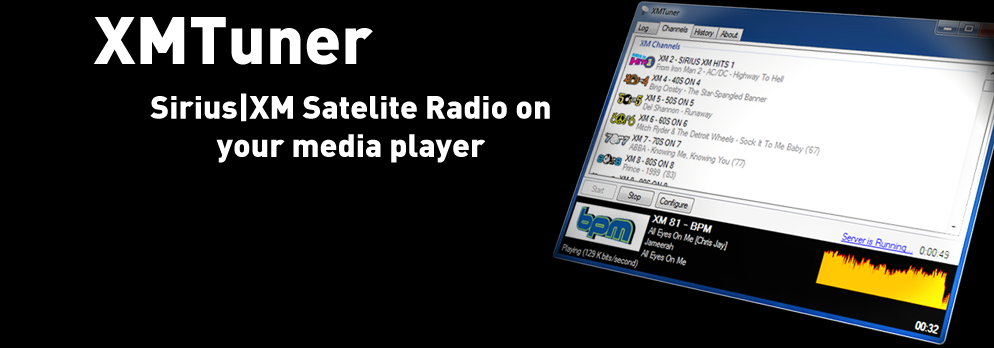 XMTuner
Sirius|XM Satelite Radio on
your media player
XMTuner
Log Channels History About
XM Channels
XM 2 - SIRIUS XM HITS 1
From Iron Man 2 - AC/DC - Highway To Hell
XM 4 - 40S ON 4
Bing Crosby - The Star-Spangled Banner
XM 5 - 50S ON 5
Del Shannon - Runaway
XM 6 - 60S ON 6
Mitch Ryder & The Detroit Wheels - Sock It To Me Baby ('67)
XM 7 - 70S ON 7
ABBA - Knowing Me, Knowing You ('77)
XM 8 - 80S ON 8
Prince - 1999 ('83)
Start Stop Configure
bpm
XM 81 - BPM
All Eyes On Me [Chris Jay]
Jameerah
All Eyes On Me
Playing (129 Kbits/second)
Server is Running... 0:00:49
00:32